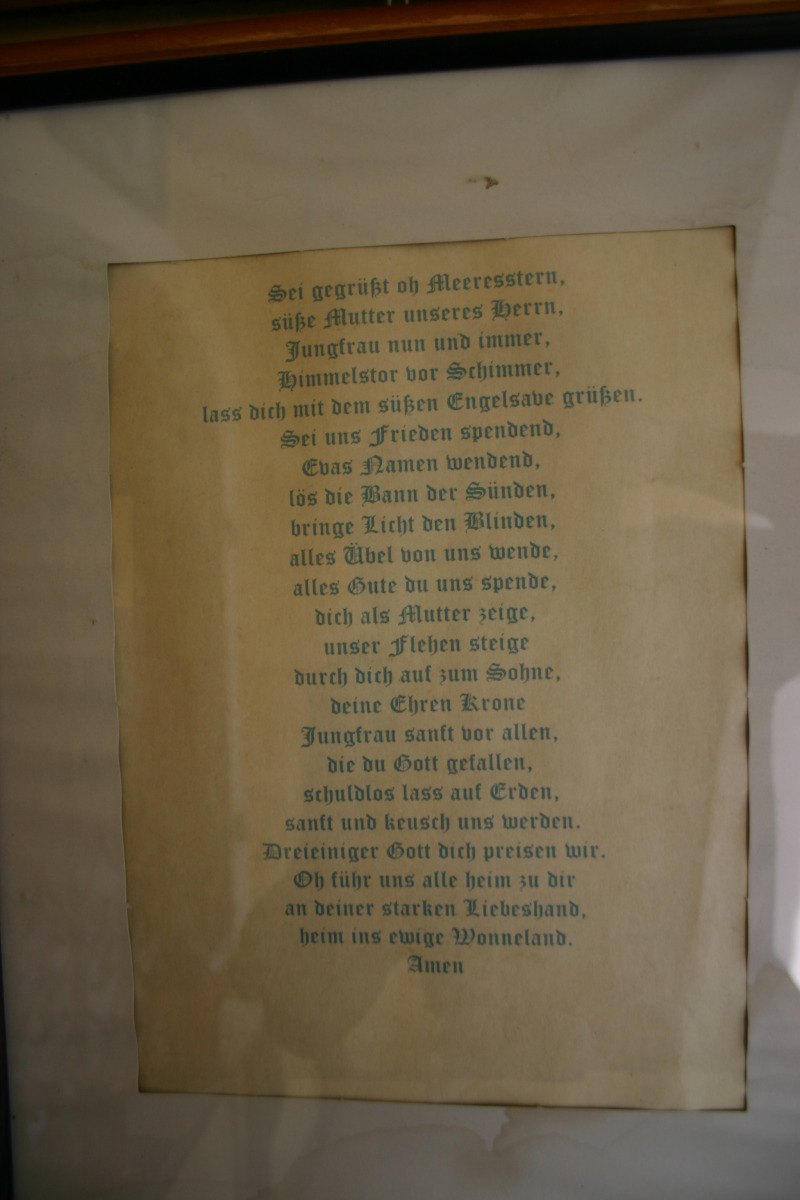 Sei gegrüßt oh Meeresstern,
süße Mutter unseres Herrn,
Jungfrau nun und immer,
Himmelstor vor Schimmer,
lass dich mit dem süßen Engelsave grüßen.
Sei uns Frieden spendend,
Evas Namen wendend,
lös die Bann der Sünden,
bringe Licht den Blinden,
alles Übel von uns wende,
alles Gute du uns spende,
dich als Mutter zeige,
unser Flehen steige
durch dich auf zum Sohne,
deine Ehren Krone
Jungfrau sanft vor allen,
die du Gott gefallen,
schuldlos lass auf Erden,
sanft und keusch uns werden.
Dreieiniger Gott dich preisen wir.
Oh führ uns alle heim zu dir
an deiner starken Liebeshand,
heim ins ewige Wonneland.
Amen